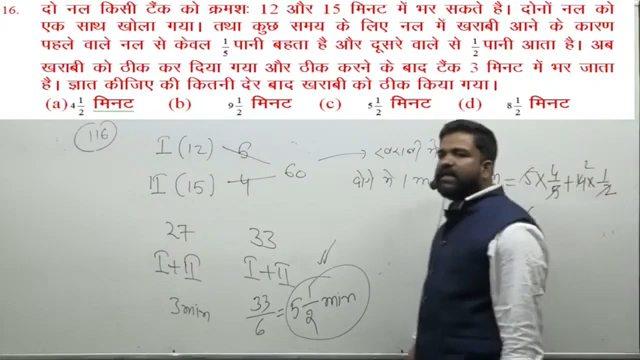 16. दो नल किसी टैंक को क्रमशः 12 और 15 मिनट में भर सकते है। दोनों नल को
एक साथ खोला गया। तथा कुछ समय के लिए नल में खराबी आने के कारण
पहले वाले नल से केवल 1/5 पानी बहता है और दूसरे वाले से 1/2 पानी आता है। अब
खराबी को ठीक कर दिया गया और ठीक करने के बाद टैंक 3 मिनट में भर जाता
है। ज्ञात कीजिए की कितनी देर बाद खराबी को ठीक किया गया।
(a) 4 1/2 मिनट (b) 9 1/2 मिनट (c) 5 1/2 मिनट (d) 8 1/2 मिनट
116
I (12) 60 → खराबी में
II (15) 4 दोनो मे 1 m = 5 × 4/5 + 4 × 1/2
27 33
I+II I+II
3 min 33/6 = 5 1/2 min